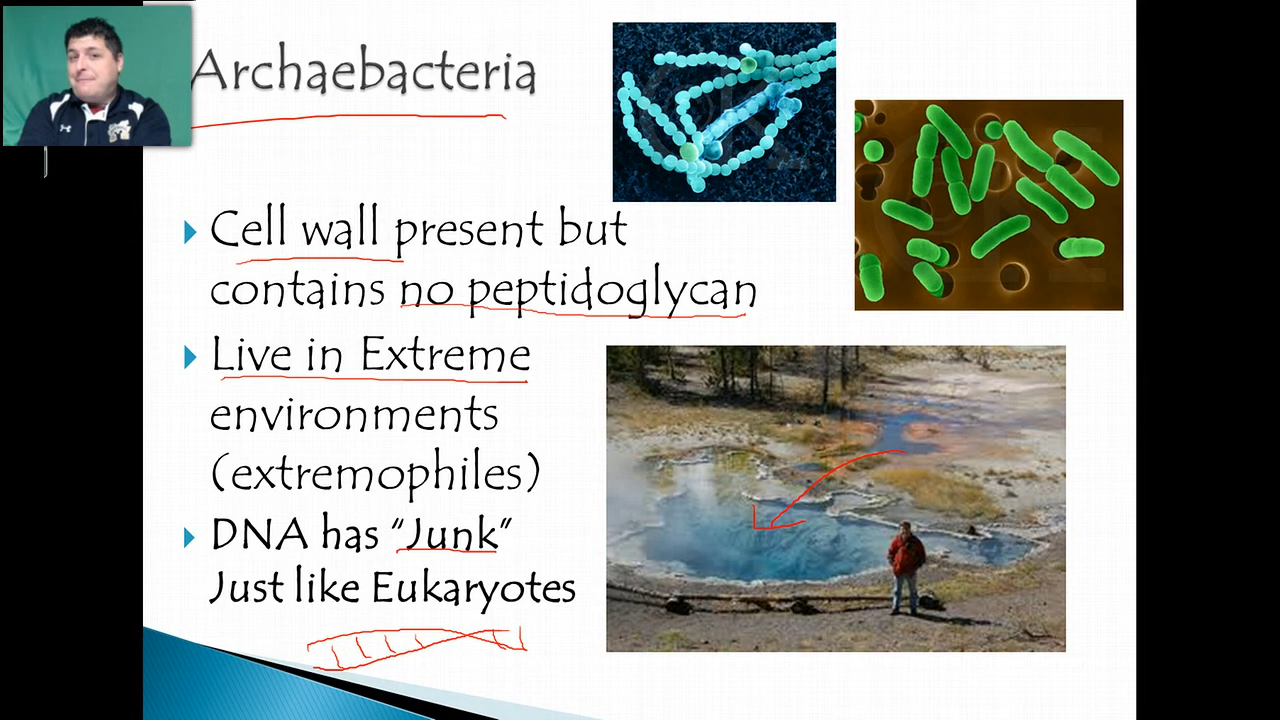 Archaebacteria
Cell wall present but
contains no peptidoglycan
Live in Extreme
environments
(extremophiles)
DNA has “Junk”
Just like Eukaryotes